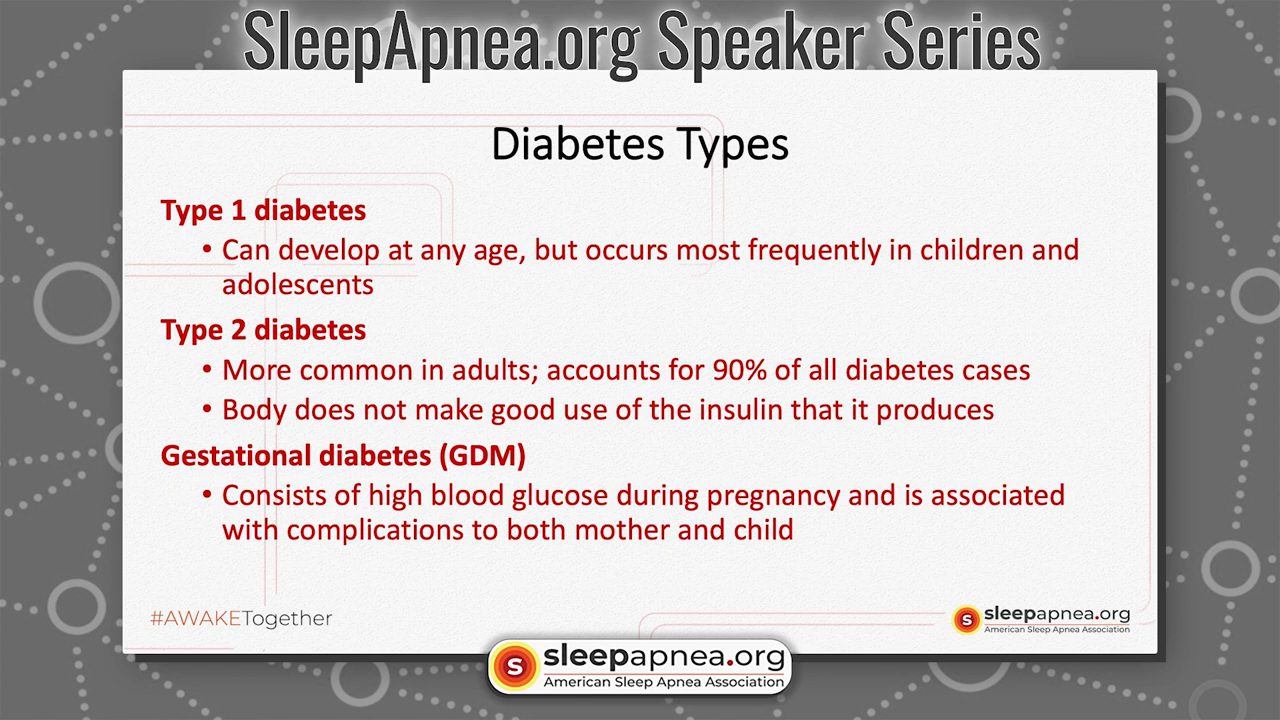 SleepApnea.org Speaker Series
Diabetes Types
Type 1 diabetes
• Can develop at any age, but occurs most frequently in children and
adolescents
Type 2 diabetes
• More common in adults; accounts for 90% of all diabetes cases
• Body does not make good use of the insulin that it produces
Gestational diabetes (GDM)
• Consists of high blood glucose during pregnancy and is associated
with complications to both mother and child
#AWAKETogether
S sleepapnea.org
American Sleep Apnea Association
S sleepapnea.org
American Sleep Apnea Association